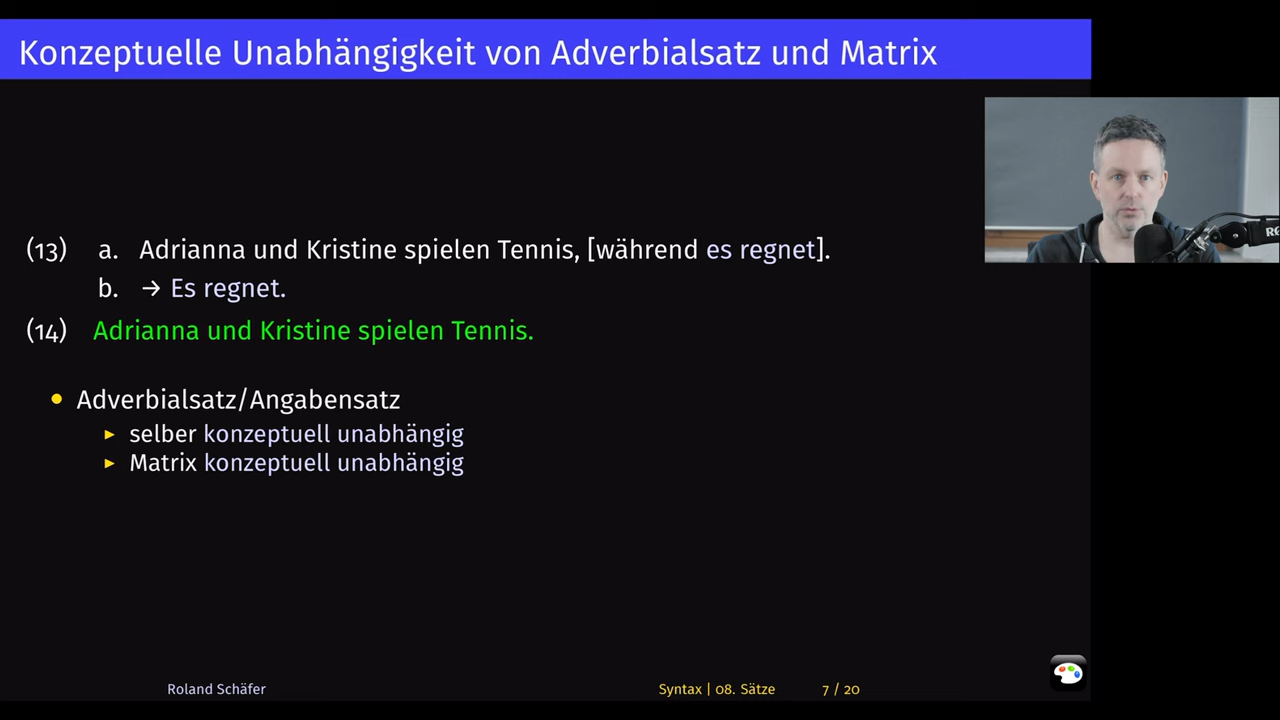 Konzeptuelle Unabhängigkeit von Adverbialsatz und Matrix
(13) a. Adrianna und Kristine spielen Tennis, [während es regnet].
b. → Es regnet.
(14) Adrianna und Kristine spielen Tennis.
• Adverbialsatz/Angabensatz
▸ selber konzeptuell unabhängig
▸ Matrix konzeptuell unabhängig
Roland Schäfer Syntax | 08. Sätze 7 / 20